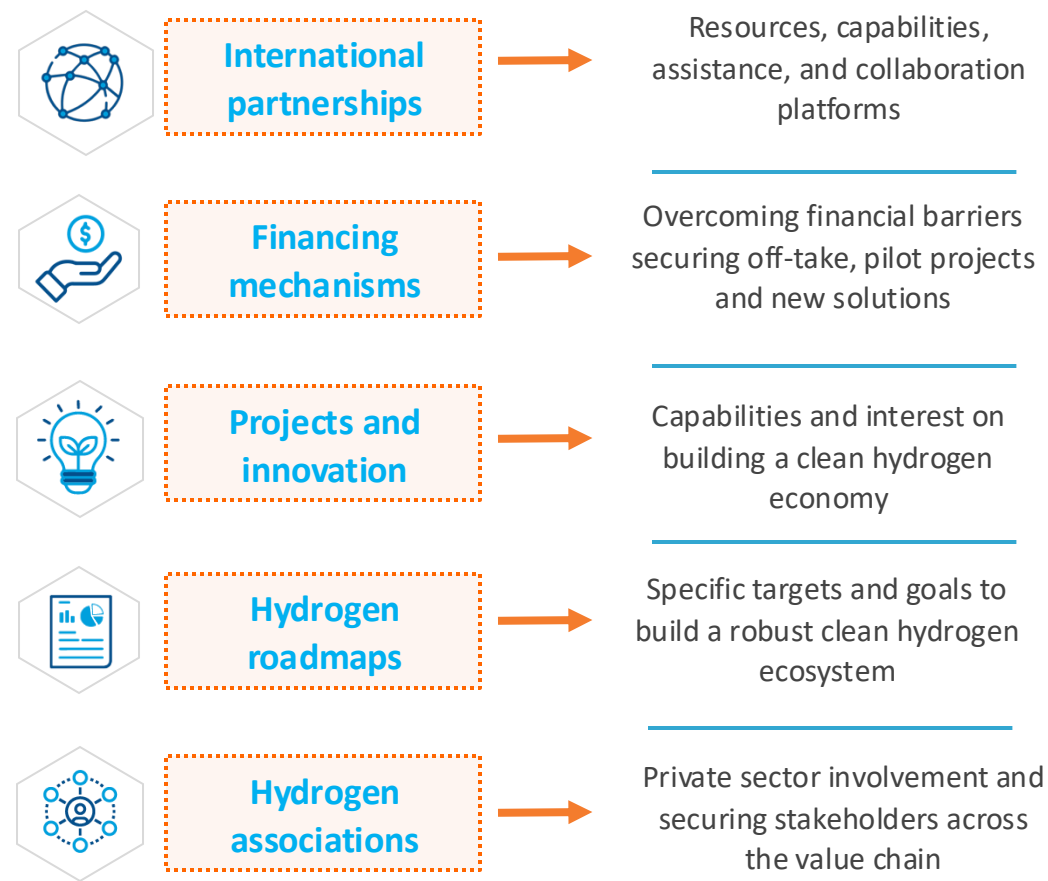 International
partnerships
Resources, capabilities,
assistance, and collaboration
platforms
Financing
mechanisms
$
Overcoming financial barriers
securing off-take, pilot projects
and new solutions
Projects and
innovation
Capabilities and interest on
building a clean hydrogen
economy
Hydrogen
roadmaps
Specific targets and goals to
build a robust clean hydrogen
ecosystem
Hydrogen
associations
Private sector involvement and
securing stakeholders across
the value chain